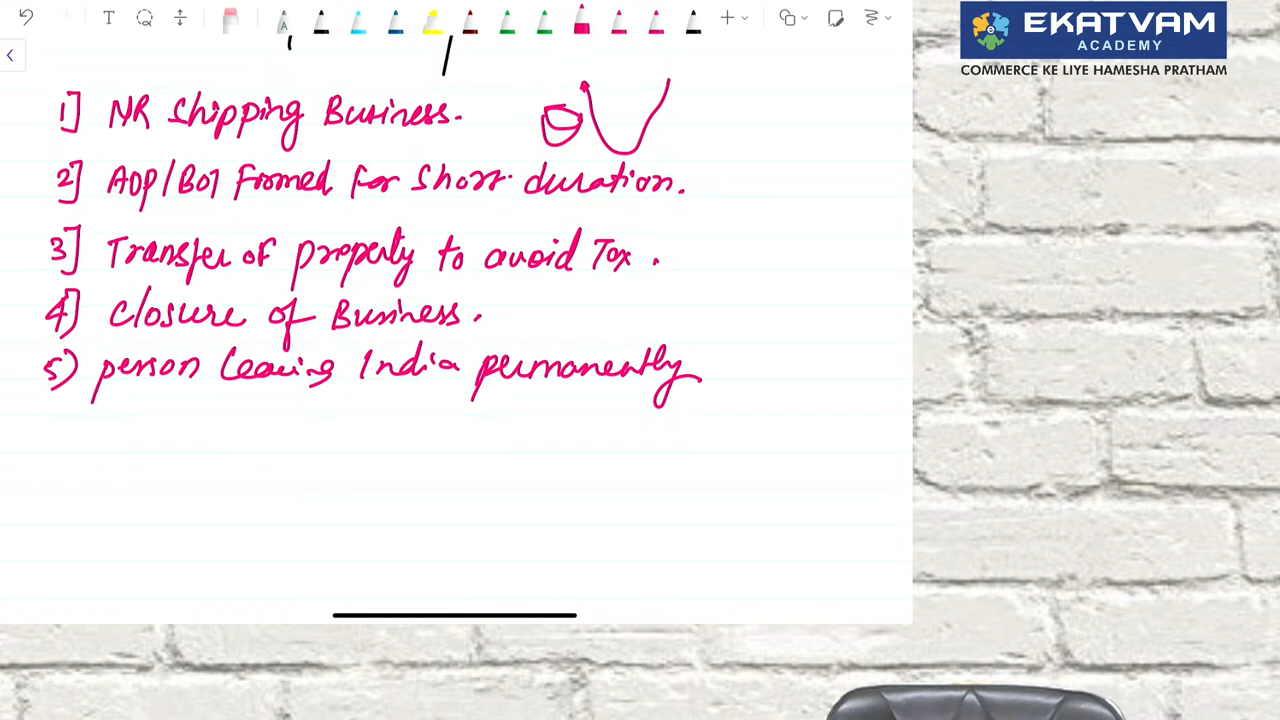 EKATVAM
ACADEMY
COMMERCE KE LIYE HAMESHA PRATHAM
1] NR Shipping Business.
2] AOP/BOI Formed for Short duration.
3] Transfer of property to avoid Tax.
4] Closure of Business.
5) person leaving India permanently